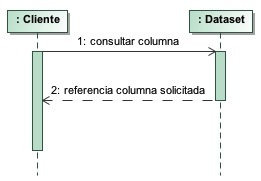 : Cliente
: Dataset
1: consultar columna
2: referencia columna solicitada